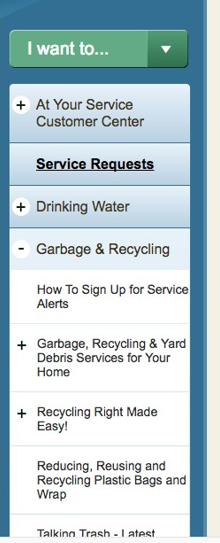 I want to...
+ At Your Service
Customer Center
Service Requests
+ Drinking Water
- Garbage & Recycling
How To Sign Up for Service
Alerts
+ Garbage, Recycling & Yard
Debris Services for Your
Home
+ Recycling Right Made
Easy!
Reducing, Reusing and
Recycling Plastic Bags and
Wrap
Talking Trash - Latest